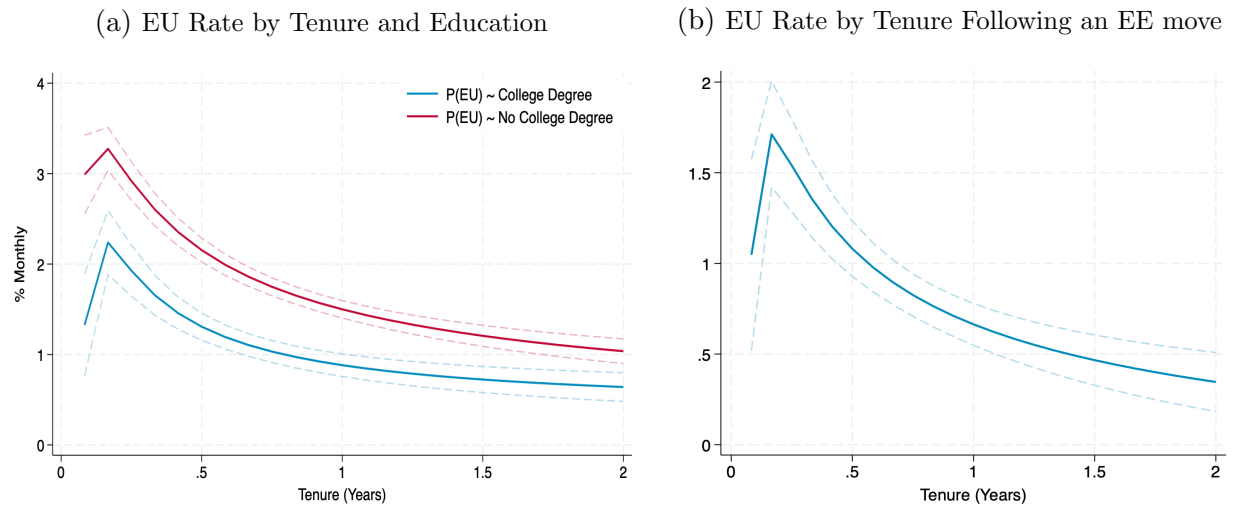 (a) EU Rate by Tenure and Education
4
3
2
1
0
% Monthly
P(EU) ~ College Degree
P(EU) ~ No College Degree
0 .5 1 1.5 2
Tenure (Years)
(b) EU Rate by Tenure Following an EE move
2
1.5
1
.5
0
0 .5 1 1.5 2
Tenure (Years)